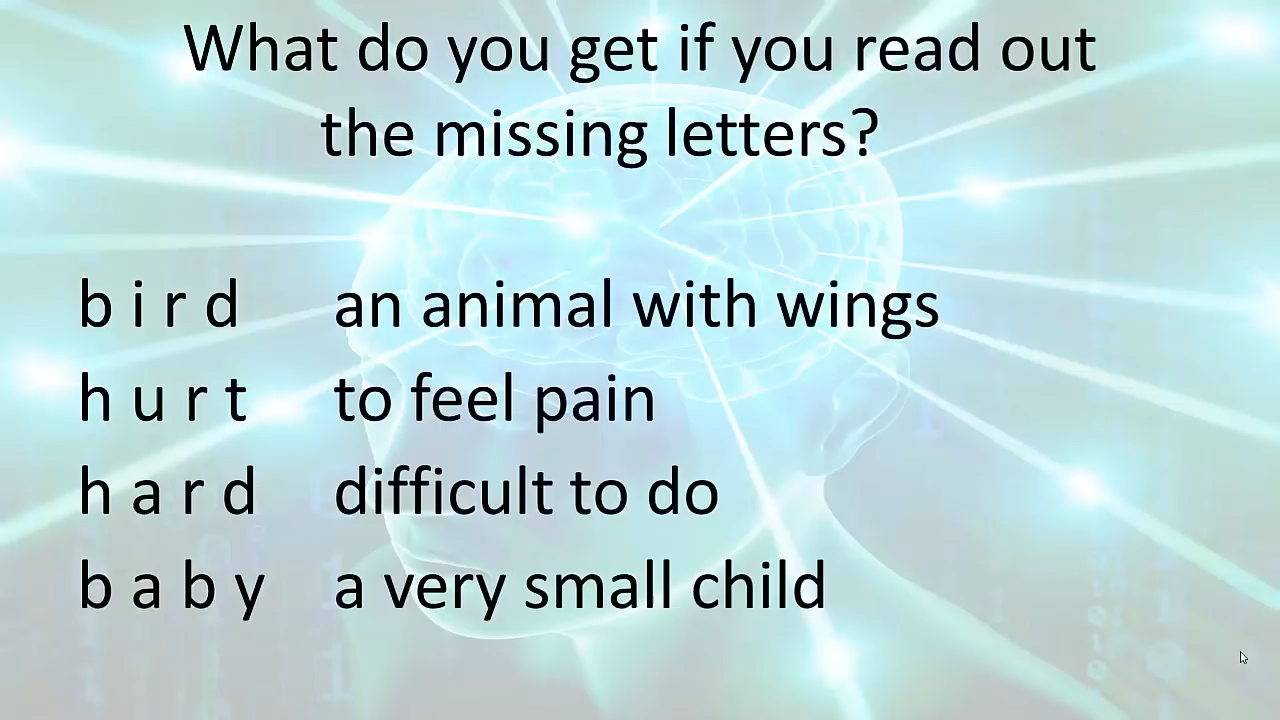 What do you get if you read out
the missing letters?
b i r d an animal with wings
h u r t to feel pain
h a r d difficult to do
b a b y a very small child